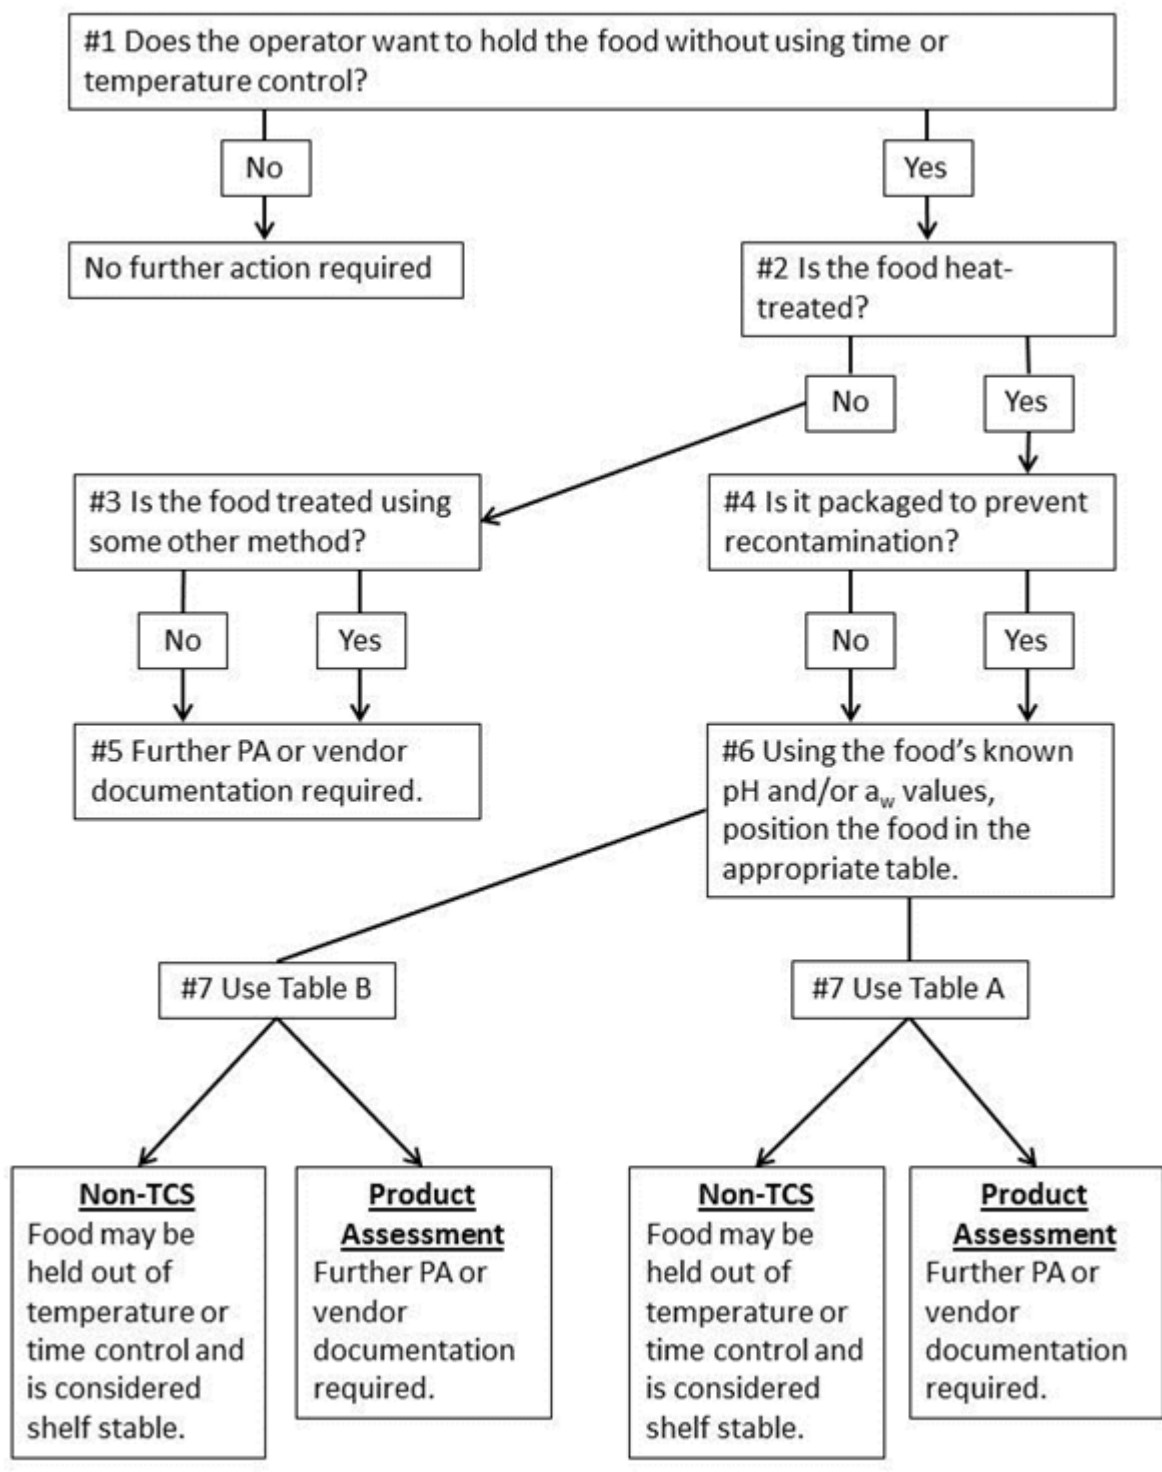 #1 Does the operator want to hold the food without using time or
temperature control?
No
Yes
No further action required
#2 Is the food heat-
treated?
No
Yes
#3 Is the food treated using
some other method?
#4 Is it packaged to prevent
recontamination?
No
Yes
No
Yes
#5 Further PA or vendor
documentation required.
#6 Using the food's known
pH and/or aw values,
position the food in the
appropriate table.
#7 Use Table B
#7 Use Table A
Non-TCS
Food may be
held out of
temperature or
time control and
is considered
shelf stable.
Product
Assessment
Further PA or
vendor
documentation
required.
Non-TCS
Food may be
held out of
temperature or
time control and
is considered
shelf stable.
Product
Assessment
Further PA or
vendor
documentation
required.